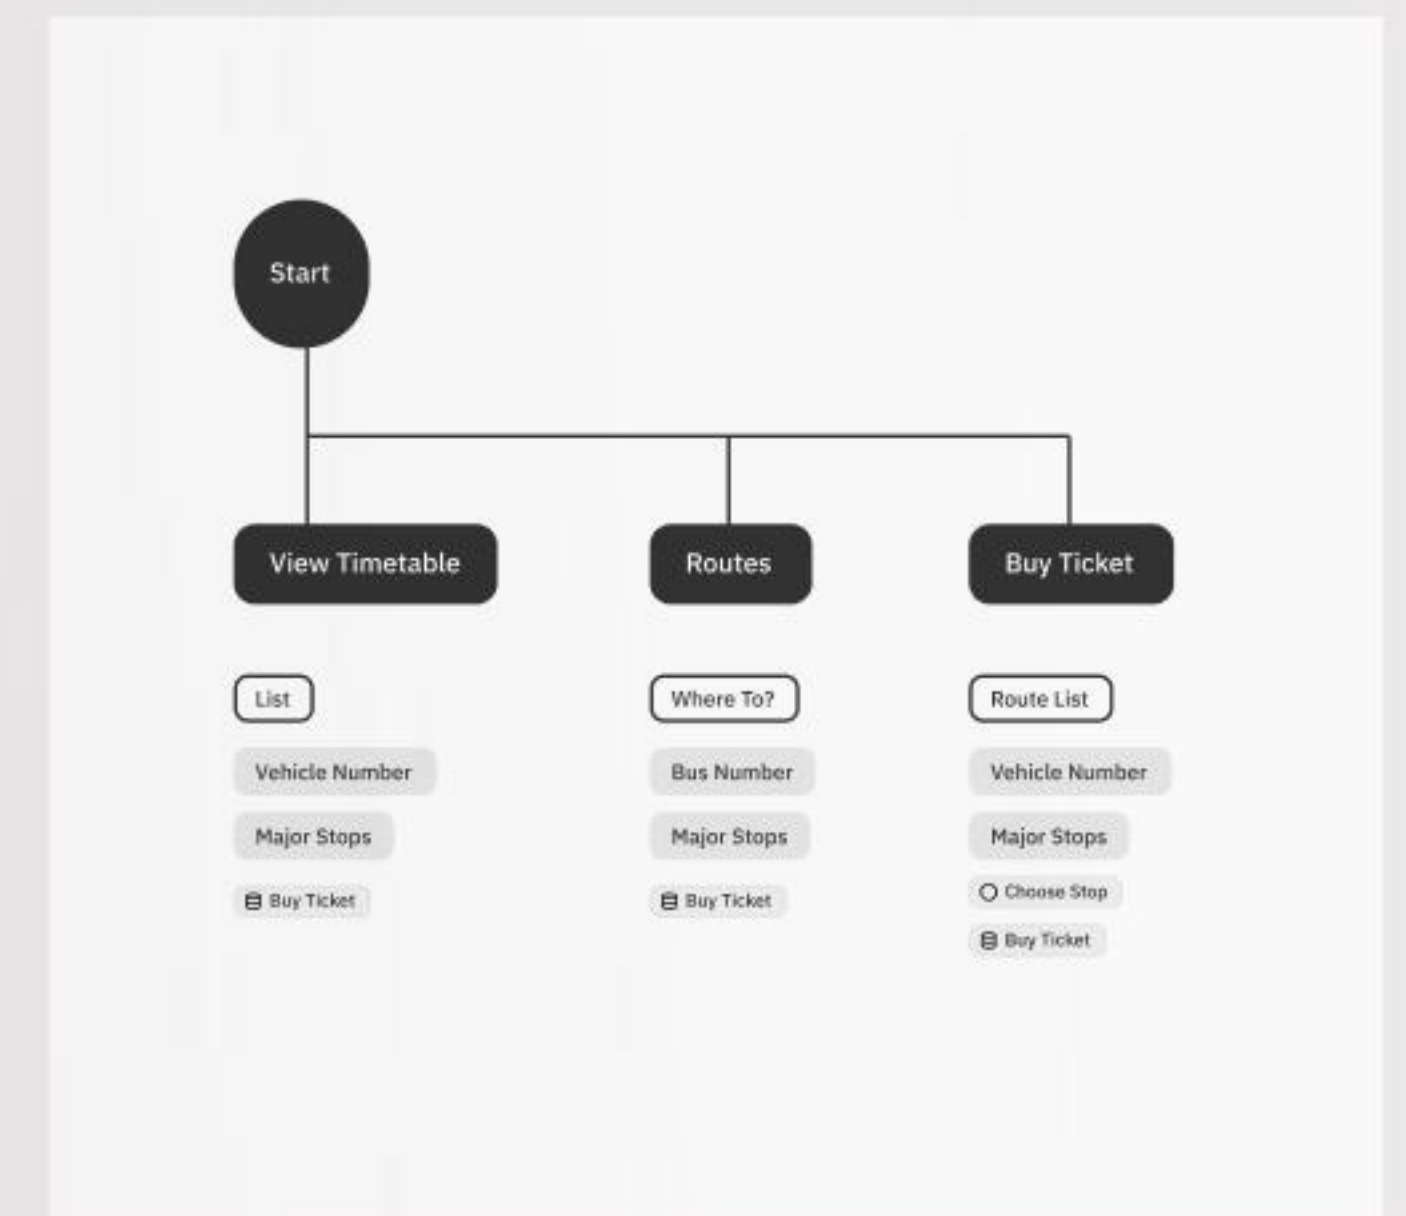 Start
View Timetable
Routes
Buy Ticket
List
Where To?
Route List
Vehicle Number
Bus Number
Vehicle Number
Major Stops
Major Stops
Major Stops
Choose Stop
Buy Ticket
Buy Ticket
Buy Ticket